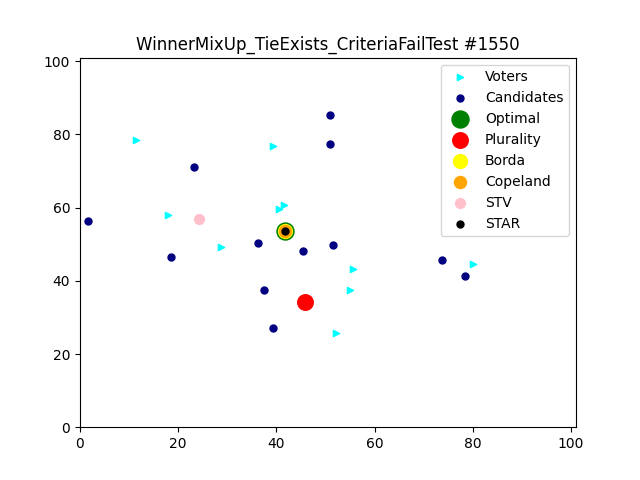 WinnerMixUp_TieExists_CriteriaFailTest #1550
100
80
60
40
20
0
0
20
40
60
80
100
Voters
Candidates
Optimal
Plurality
Borda
Copeland
STV
STAR